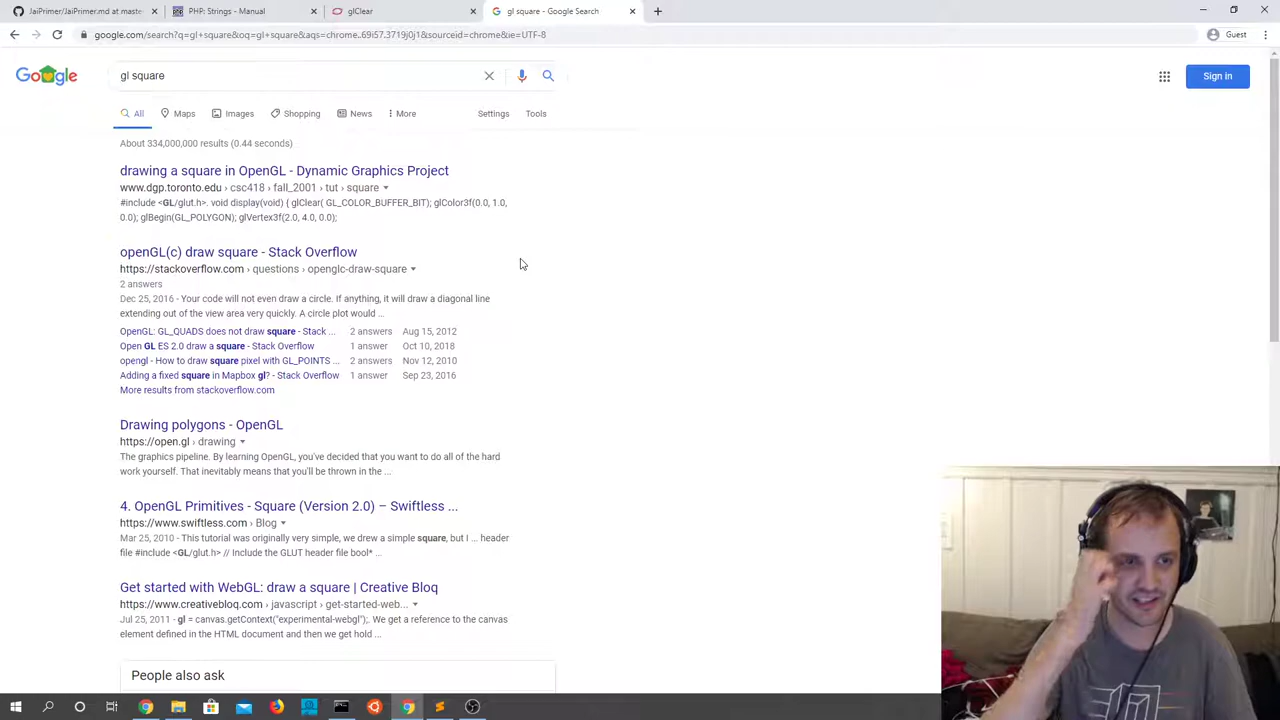 JaiPrimer/JaiPrimer.md at maste
PHP: Strings - Manual
glClear
gl square - Google Search
google.com/search?q=gl+square&oq=gl+square&aqs=chrome..69i57.3719j0j1&sourceid=chrome&ie=UTF-8
Guest
Google
gl square
Sign in
All
Maps
Images
Shopping
News
More
Settings
Tools
About 334,000,000 results (0.44 seconds)
drawing a square in OpenGL - Dynamic Graphics Project
www.dgp.toronto.edu › csc418 › fall_2001 › tut › square
#include <GL/glut.h>. void display(void) { glClear( GL_COLOR_BUFFER_BIT); glColor3f(0.0, 1.0,
0.0); glBegin(GL_POLYGON); glVertex3f(2.0, 4.0, 0.0);
openGL(c) draw square - Stack Overflow
https://stackoverflow.com › questions › openglc-draw-square
2 answers
Dec 25, 2016 - Your code will not even draw a circle. If anything, it will draw a diagonal line
extending out of the view area very quickly. A circle plot would ...
OpenGL: GL_QUADS does not draw square - Stack ... 2 answers Aug 15, 2012
Open GL ES 2.0 draw a square - Stack Overflow 1 answer Oct 10, 2018
opengl - How to draw square pixel with GL_POINTS ... 2 answers Nov 12, 2010
Adding a fixed square in Mapbox gl? - Stack Overflow 1 answer Sep 23, 2016
More results from stackoverflow.com
Drawing polygons - OpenGL
https://open.gl › drawing
The graphics pipeline. By learning OpenGL, you've decided that you want to do all of the hard
work yourself. That inevitably means that you'll be thrown in the ...
4. OpenGL Primitives - Square (Version 2.0) – Swiftless ...
https://www.swiftless.com › Blog
Mar 25, 2010 - This tutorial was originally very simple, we drew a simple square, but I ... header
file #include <GL/glut.h> // Include the GLUT header file bool* ...
Get started with WebGL: draw a square | Creative Bloq
https://www.creativebloq.com › javascript › get-started-web...
Jul 25, 2011 - gl = canvas.getContext("experimental-webgl");. We get a reference to the canvas
element defined in the HTML document and then we get hold ...
People also ask